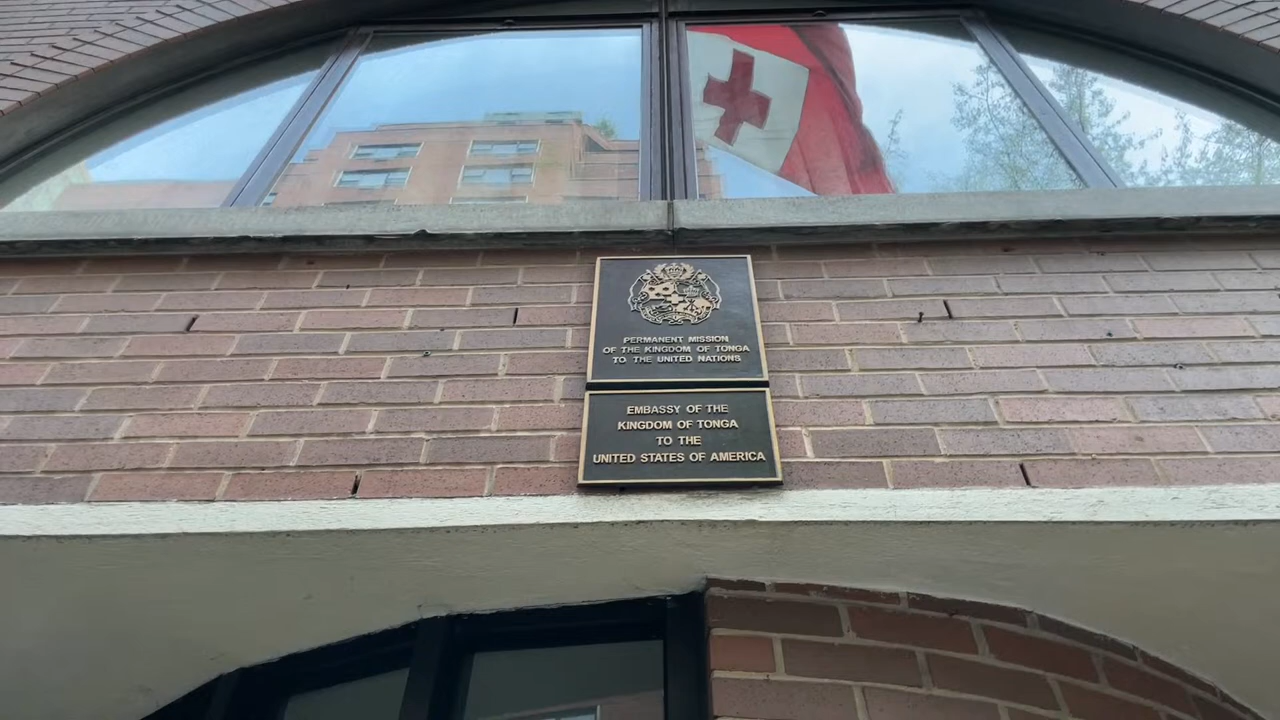 PERMANENT MISSION
OF THE KINGDOM OF TONGA
TO THE UNITED NATIONS
EMBASSY OF THE
KINGDOM OF TONGA
TO THE
UNITED STATES OF AMERICA